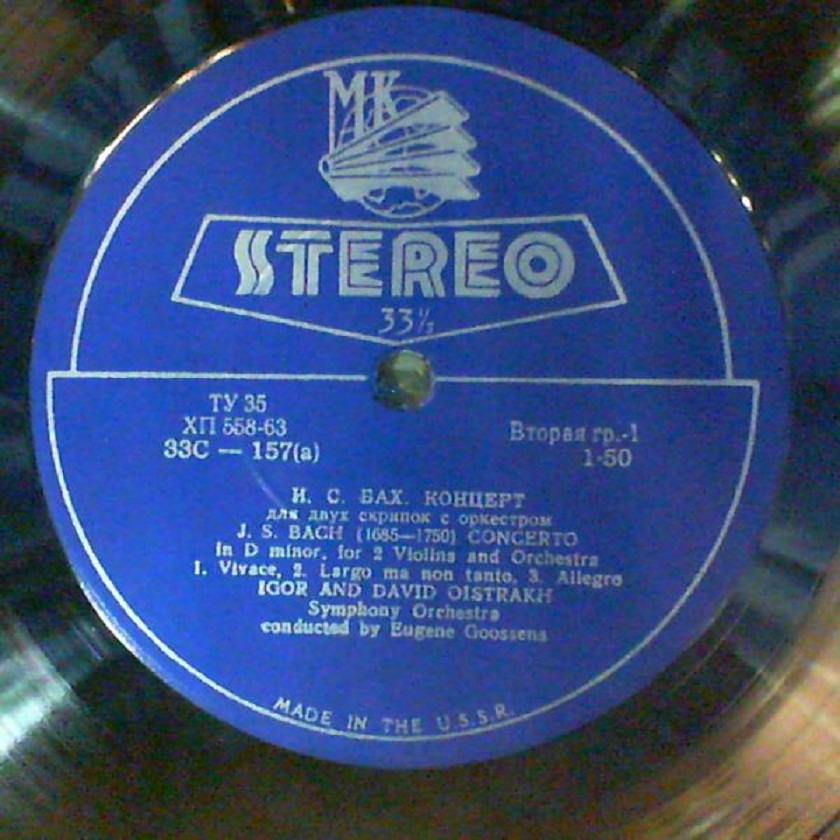 МК
STEREO
33⅓
ТУ 35
ХП 558-63
33С — 157(а)
Вторая гр.-1
1-50
И. С. БАХ. КОНЦЕРТ
для двух скрипок с оркестром
J. S. BACH (1685—1750) CONCERTO
in D minor, for 2 Violins and Orchestra
1. Vivace, 2. Largo ma non tanto, 3. Allegro
IGOR AND DAVID OISTRAKH
Symphony Orchestra
conducted by Eugene Goossens
MADE IN THE U.S.S.R.